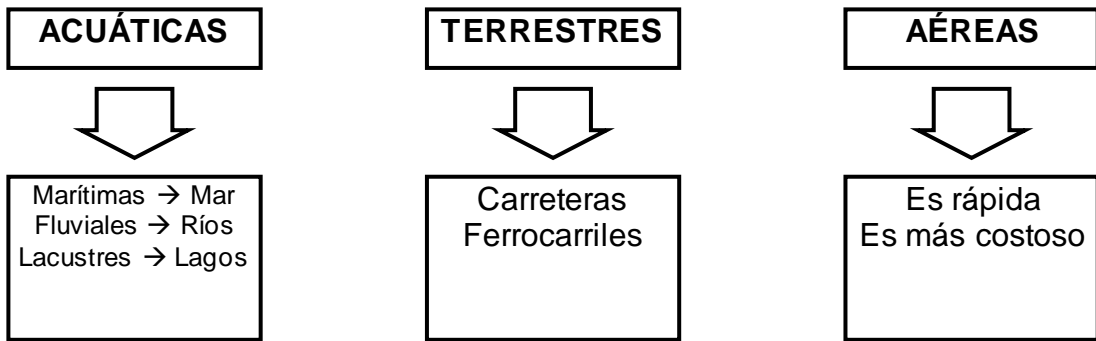 ACUÁTICAS
Marítimas → Mar
Fluviales → Ríos
Lacustres → Lagos
TERRESTRES
Carreteras
Ferrocarriles
AÉREAS
Es rápida
Es más costoso